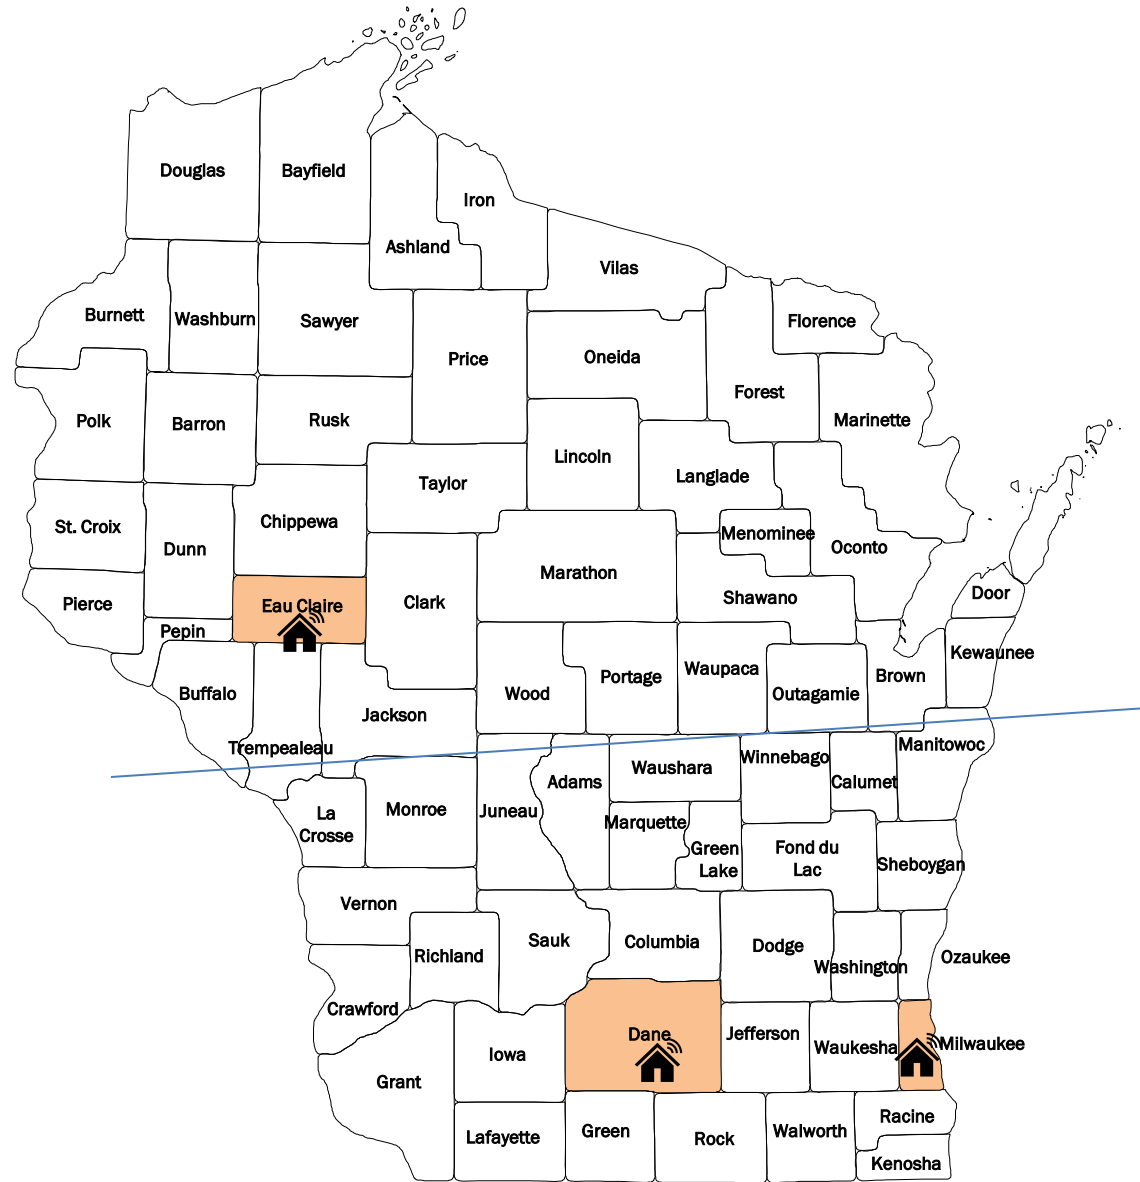 Douglas
Bayfield
Iron
Ashland
Vilas
Burnett
Washburn
Sawyer
Florence
Price
Oneida
Forest
Polk
Barron
Rusk
Marinette
Lincoln
Langlade
Taylor
St. Croix
Chippewa
Menominee
Dunn
Oconto
Marathon
Pierce
Eau Claire
Clark
Shawano
Door
Pepin
Kewaunee
Buffalo
Wood
Portage
Waupaca
Outagamie
Brown
Jackson
Trempealeau
Manitowoc
Adams
Waushara
Winnebago
Calumet
La
Crosse
Monroe
Juneau
Marquette
Green
Lake
Fond du
Lac
Sheboygan
Vernon
Richland
Sauk
Columbia
Dodge
Washington
Ozaukee
Crawford
Dane
Jefferson
Waukesha
Milwaukee
Iowa
Grant
Lafayette
Green
Rock
Walworth
Racine
Kenosha